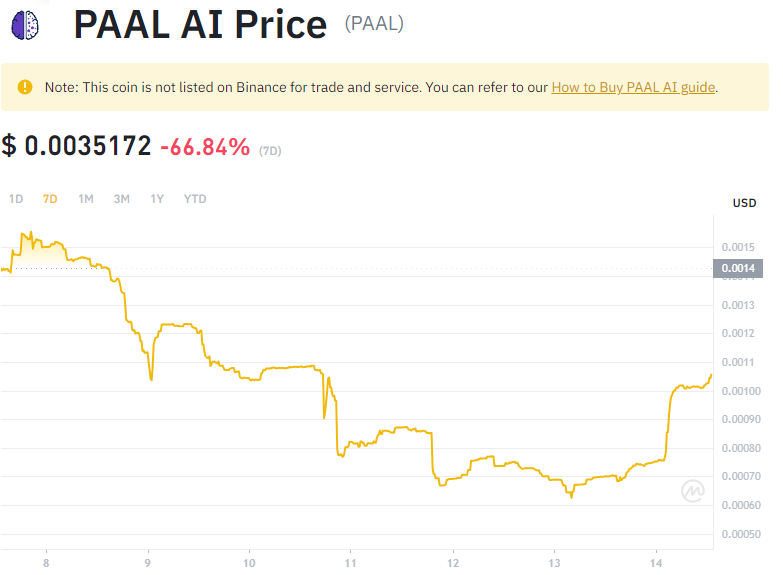 PAAL AI Price (PAAL)
Note: This coin is not listed on Binance for trade and service. You can refer to our How to Buy PAAL AI guide.
$ 0.0035172 -66.84% (7D)
1D 7D 1M 3M 1Y YTD
USD
0.0015
0.0014
0.0013
0.0012
0.0011
0.00100
0.00090
0.00080
0.00070
0.00060
0.00050
8 9 10 11 12 13 14